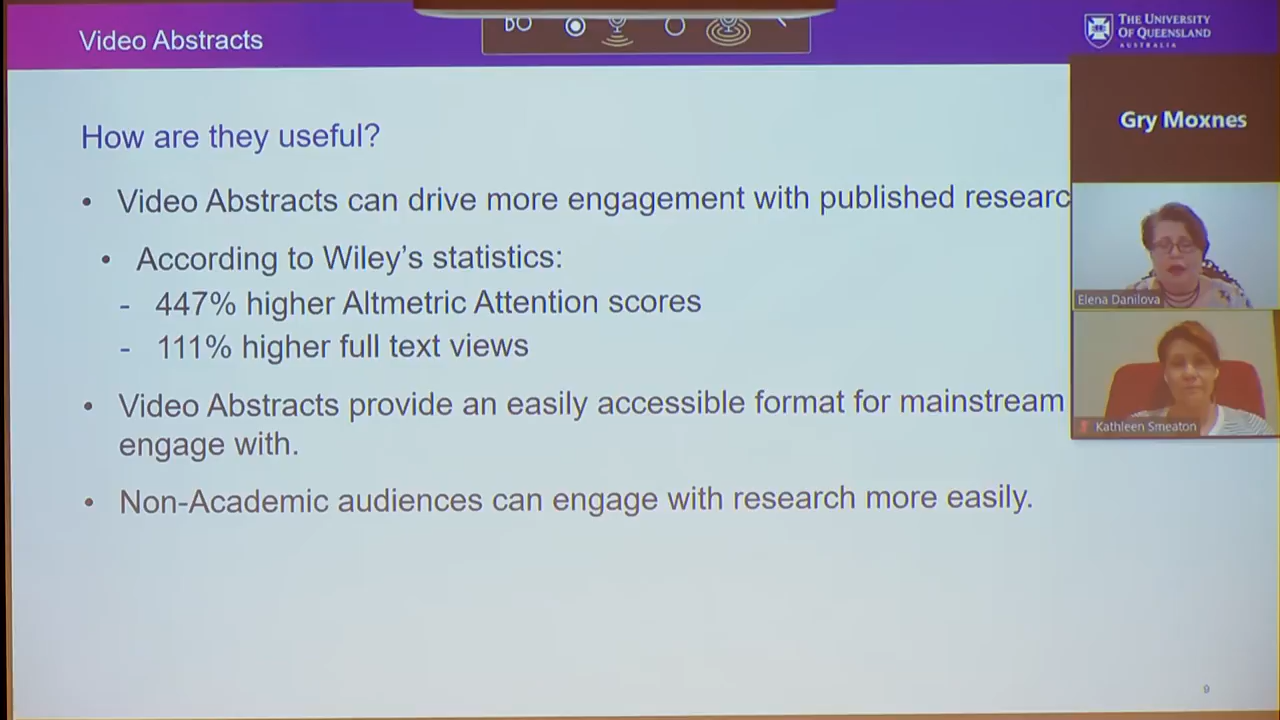 Video Abstracts
THE UNIVERSITY
OF QUEENSLAND
AUSTRALIA
Gry Moxnes
How are they useful?
• Video Abstracts can drive more engagement with published researc
• According to Wiley's statistics:
- 447% higher Altmetric Attention scores
- 111% higher full text views
Elena Danilova
• Video Abstracts provide an easily accessible format for mainstream
engage with.
Kathleen Smeaton
• Non-Academic audiences can engage with research more easily.
9